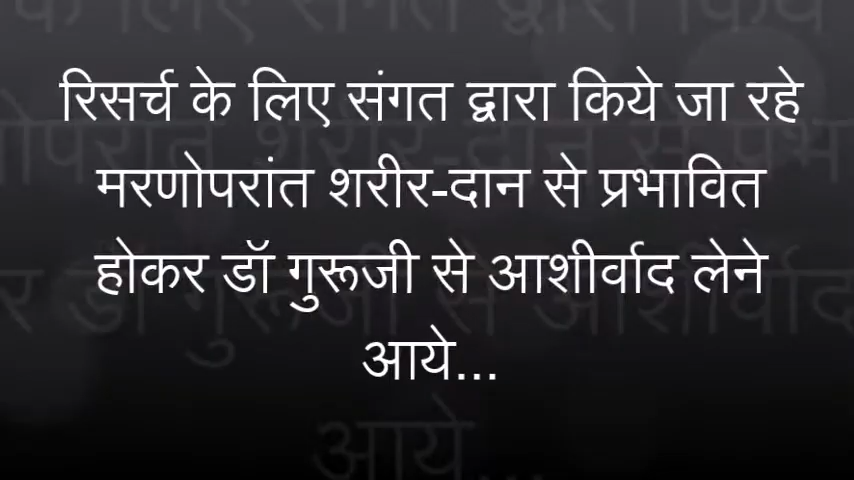 रिसर्च के लिए संगत द्वारा किये जा रहे
मरणोपरांत शरीर-दान से प्रभावित
होकर डॉ गुरूजी से आशीर्वाद लेने
आये...